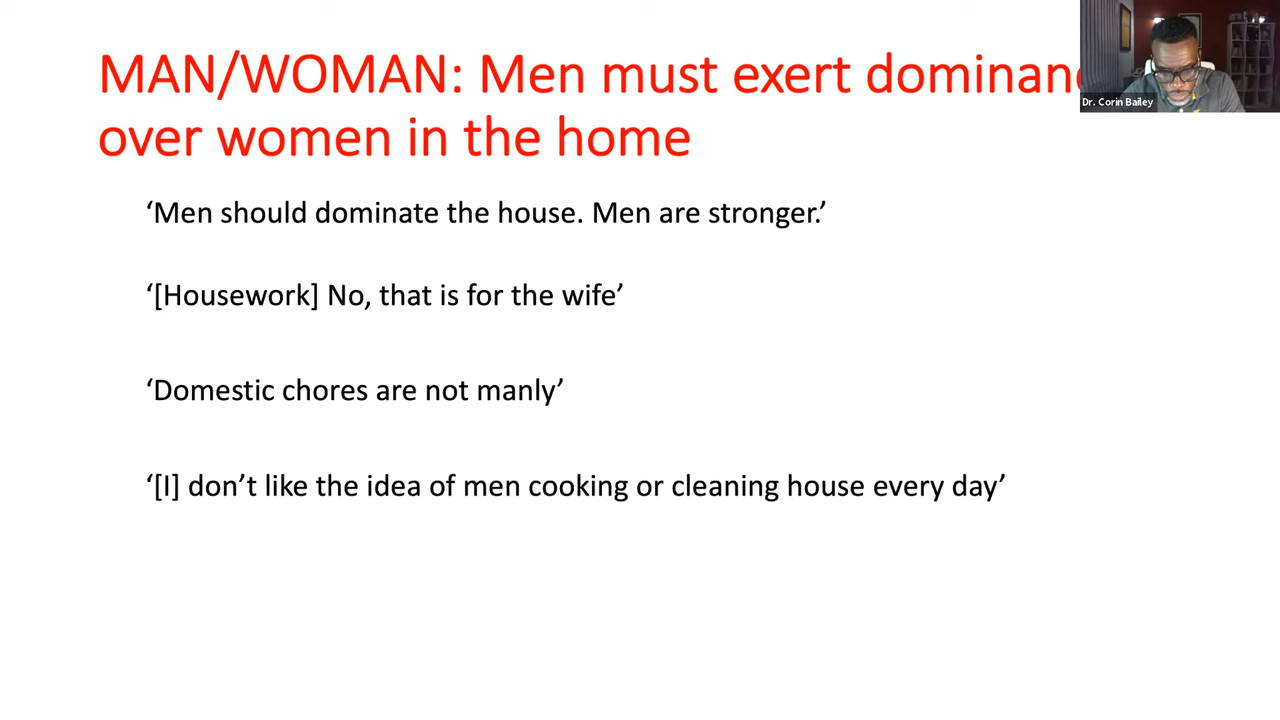 MAN/WOMAN: Men must exert
over women in the home
Dr. Corin Bailey
‘Men should dominate the house. Men are stronger.’
‘[Housework] No, that is for the wife’
‘Domestic chores are not manly’
‘[I] don’t like the idea of men cooking or cleaning house every day’